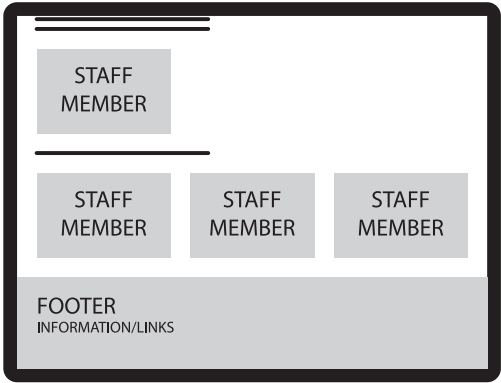 STAFF
MEMBER
STAFF
MEMBER
STAFF
MEMBER
STAFF
MEMBER
FOOTER
INFORMATION/LINKS